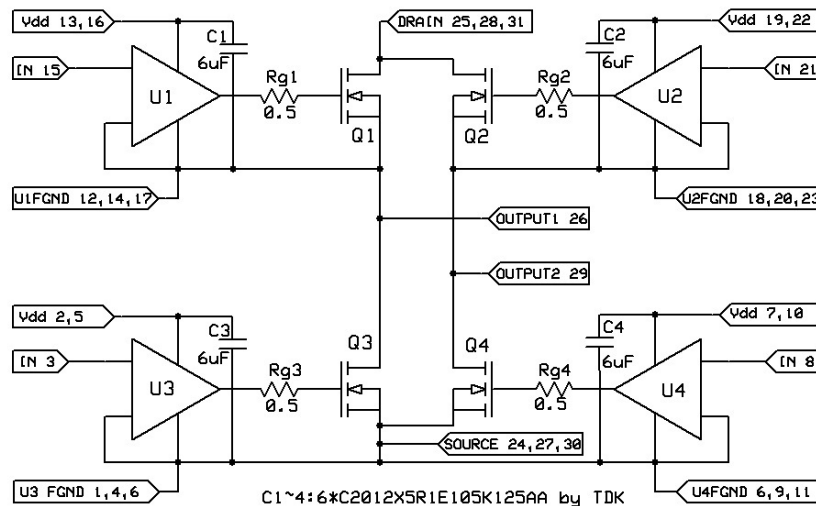 Vdd 13,16
C1
6uF
DRAIN 25,28,31
C2
6uF
Vdd 19,22
IN 15
U1
Rg1
0.5
Q1
Rg2
0.5
Q2
U2
IN 21
U1FGND 12,14,17
U2FGND 18,20,23
OUTPUT1 26
OUTPUT2 29
Vdd 2,5
C3
6uF
C4
6uF
Vdd 7,10
IN 3
U3
Rg3
0.5
Q3
Q4
Rg4
0.5
U4
IN 8
SOURCE 24,27,30
U3 FGND 1,4,6
U4FGND 6,9,11
C1~4:6*C2012X5R1E105K125AA by TDK